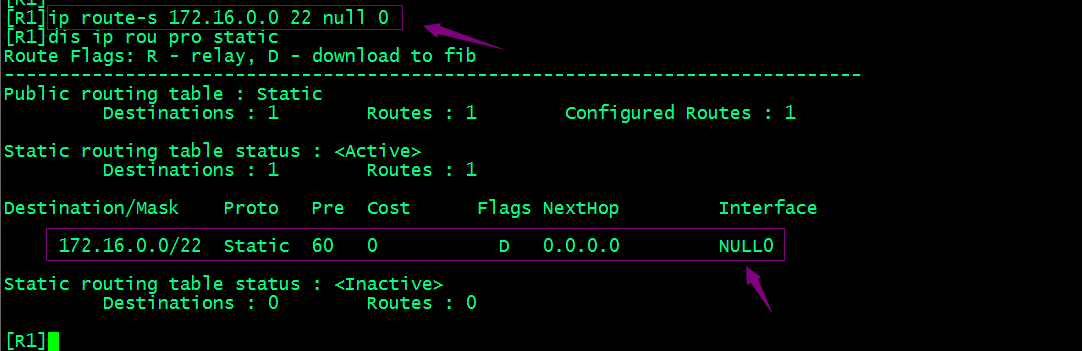 [R1]ip route-s 172.16.0.0 22 null 0
[R1]dis ip rou pro static
Route Flags: R - relay, D - download to fib
------------------------------------------------------------------------------
Public routing table : Static
Destinations : 1 Routes : 1 Configured Routes : 1
Static routing table status : <Active>
Destinations : 1 Routes : 1
Destination/Mask Proto Pre Cost Flags NextHop Interface
172.16.0.0/22 Static 60 0 D 0.0.0.0 NULL0
Static routing table status : <Inactive>
Destinations : 0 Routes : 0
[R1]